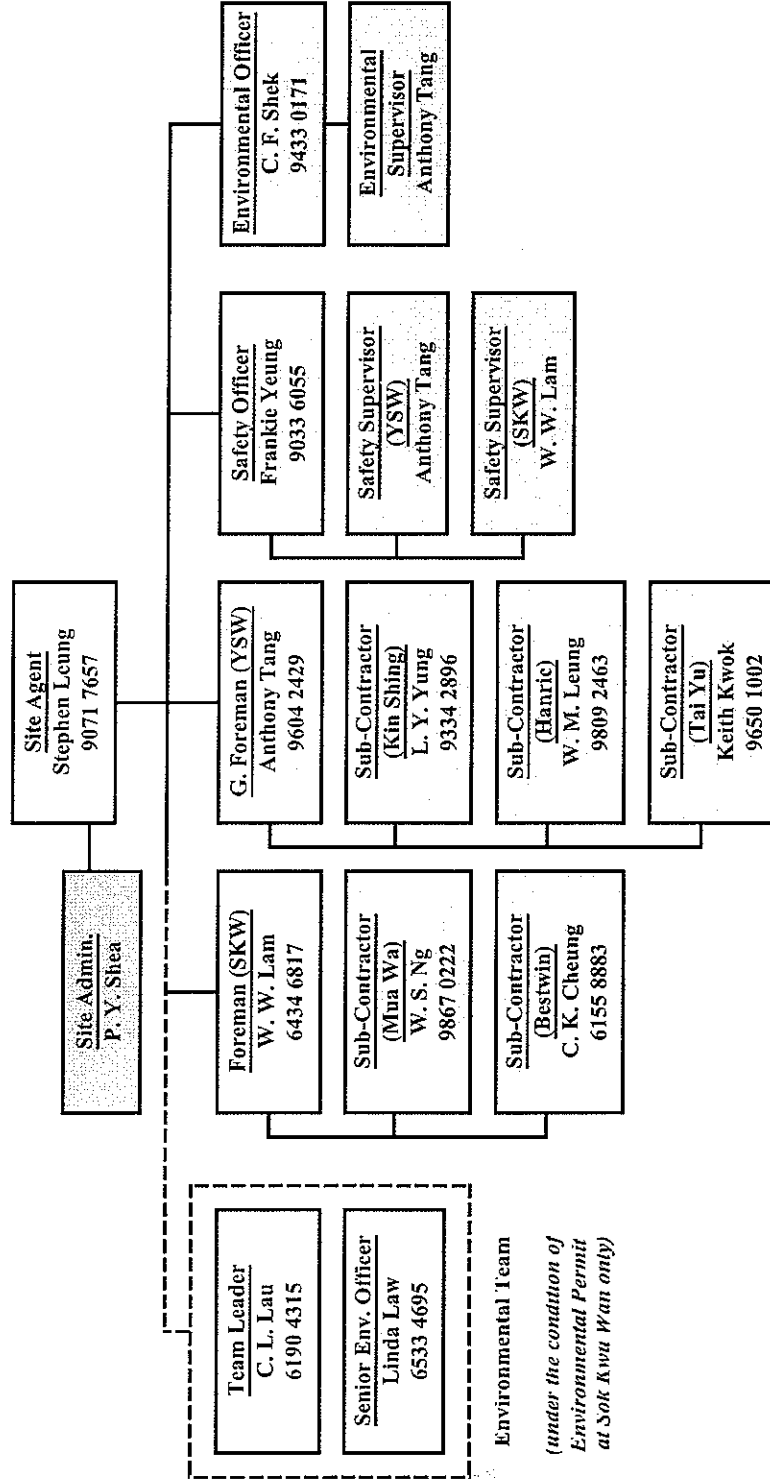 Site Agent
Stephen Leung
9071 7657
Site Admin.
P. Y. Shea
Team Leader
C. L. Lau
6190 4315
Senior Env. Officer
Linda Law
6533 4695
Environmental Team
(under the condition of
Environmental Permit
at Sok Kwu Wan only)
Foreman (SKW)
W. W. Lam
6434 6817
Sub-Contractor
(Mua Wa)
W. S. Ng
9867 0222
Sub-Contractor
(Bestwin)
C. K. Cheung
6155 8883
G. Foreman (YSW)
Anthony Tang
9604 2429
Sub-Contractor
(Kin Shing)
L. Y. Yung
9334 2896
Sub-Contractor
(Hanric)
W. M. Leung
9809 2463
Sub-Contractor
(Tai Yu)
Keith Kwok
9650 1002
Safety Officer
Frankie Yeung
9033 6055
Safety Supervisor
(YSW)
Anthony Tang
Safety Supervisor
(SKW)
W. W. Lam
Environmental Officer
C. F. Shek
9433 0171
Environmental
Supervisor
Anthony Tang